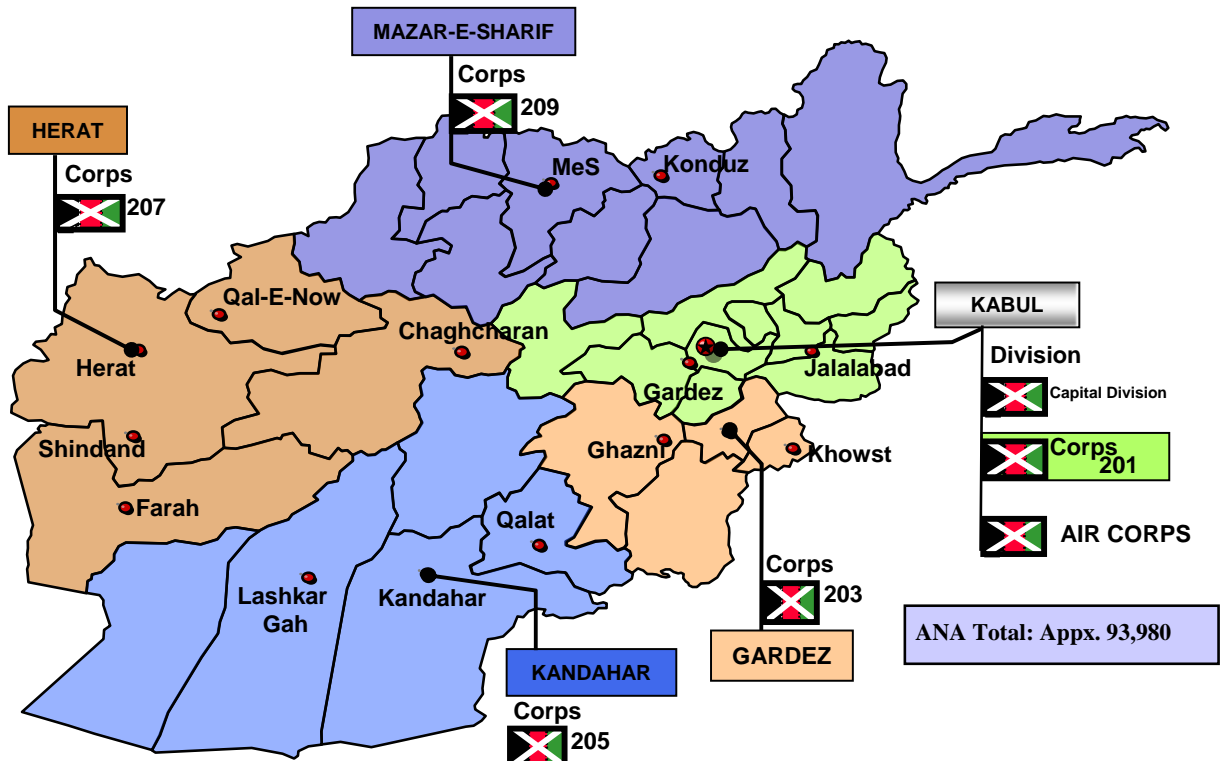 MAZAR-E-SHARIF
Corps
209
HERAT
Corps
207
MeS
Konduz
Qal-E-Now
Chaghcharan
Herat
KABUL
Division
Capital Division
Corps
201
AIR CORPS
Jalalabad
Gardez
Shindand
Ghazni
Khowst
Farah
Qalat
Lashkar
Gah
Kandahar
Corps
203
GARDEZ
KANDAHAR
Corps
205
ANA Total: Appx. 93,980